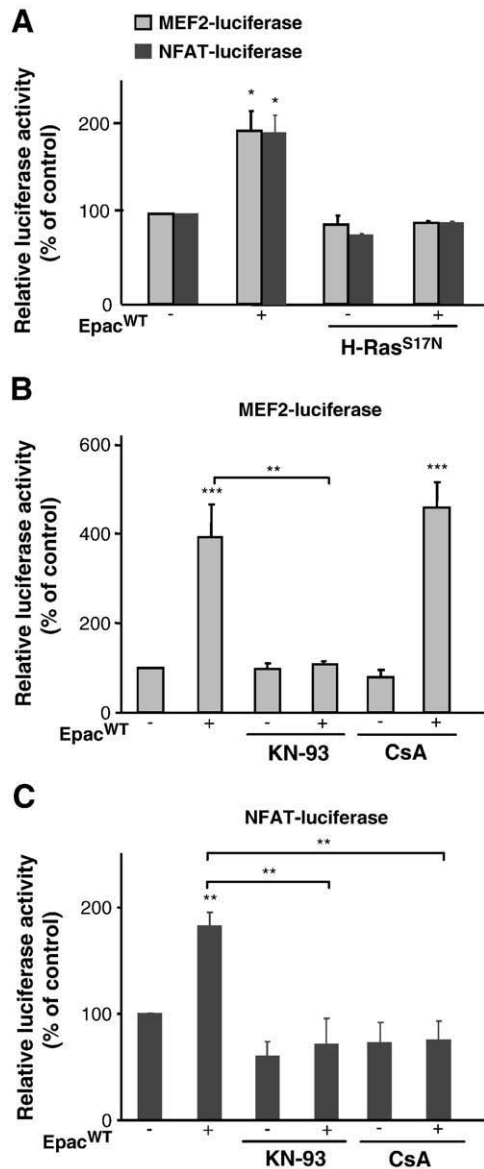 A
MEF2-luciferase
NFAT-luciferase
Relative luciferase activity
(% of control)
200
100
0
* *
Epac^WT - + - +
H-Ras^S17N
B
MEF2-luciferase
Relative luciferase activity
(% of control)
600
400
200
0
*** ** ***
Epac^WT - + - + - +
KN-93 CsA
C
NFAT-luciferase
Relative luciferase activity
(% of control)
200
100
0
**
**
**
Epac^WT - + - + - +
KN-93 CsA